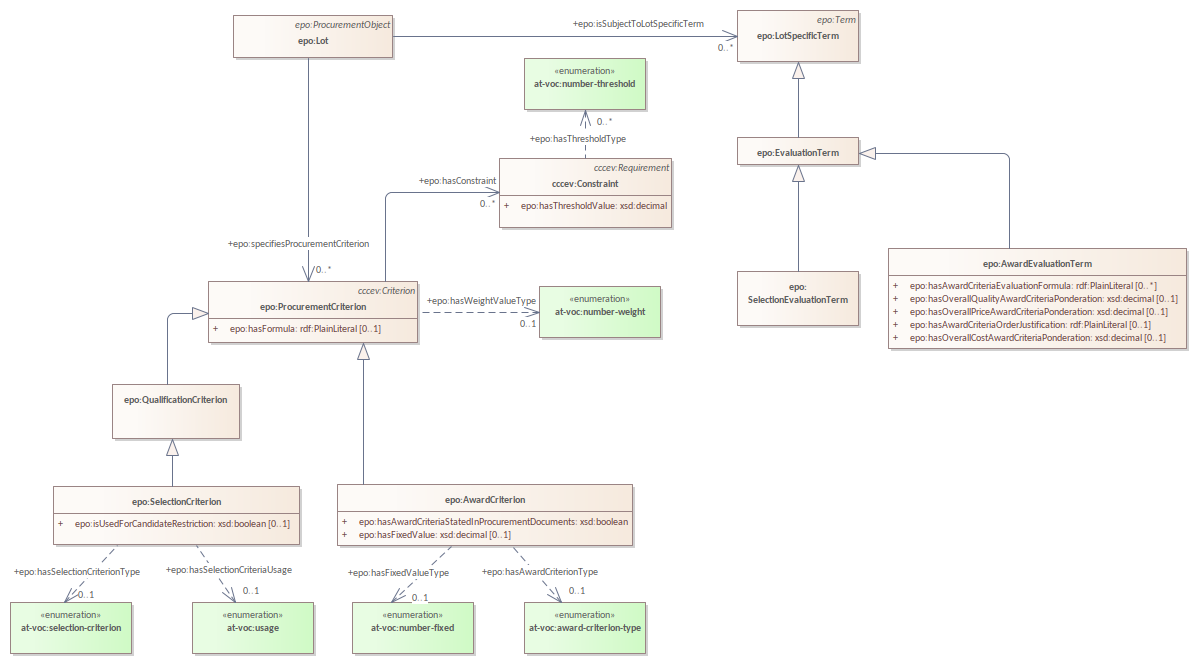 epo:ProcurementObject
epo:Lot
+epo:isSubjectToLotSpecificTerm
0..*
epo:Term
epo:LotSpecificTerm
«enumeration»
at-voc:number-threshold
0..*
+epo:hasThresholdType
epo:EvaluationTerm
cccev:Requirement
cccev:Constraint
+ epo:hasThresholdValue: xsd:decimal
+epo:hasConstraint
0..*
+epo:specifiesProcurementCriterion
0..*
epo:
SelectionEvaluationTerm
epo:AwardEvaluationTerm
+ epo:hasAwardCriteriaEvaluationFormula: rdf:PlainLiteral [0..*]
+ epo:hasOverallQualityAwardCriteriaPonderation: xsd:decimal [0..1]
+ epo:hasOverallPriceAwardCriteriaPonderation: xsd:decimal [0..1]
+ epo:hasAwardCriteriaOrderJustification: rdf:PlainLiteral [0..1]
+ epo:hasOverallCostAwardCriteriaPonderation: xsd:decimal [0..1]
cccev:Criterion
epo:ProcurementCriterion
+ epo:hasFormula: rdf:PlainLiteral [0..1]
+epo:hasWeightValueType
0..1
«enumeration»
at-voc:number-weight
epo:QualificationCriterion
epo:SelectionCriterion
+ epo:isUsedForCandidateRestriction: xsd:boolean [0..1]
epo:AwardCriterion
+ epo:hasAwardCriteriaStatedInProcurementDocuments: xsd:boolean
+ epo:hasFixedValue: xsd:decimal [0..1]
+epo:hasSelectionCriterionType
0..1
+epo:hasSelectionCriteriaUsage
0..1
+epo:hasFixedValueType
0..1
+epo:hasAwardCriterionType
0..1
«enumeration»
at-voc:selection-criterion
«enumeration»
at-voc:usage
«enumeration»
at-voc:number-fixed
«enumeration»
at-voc:award-criterion-type